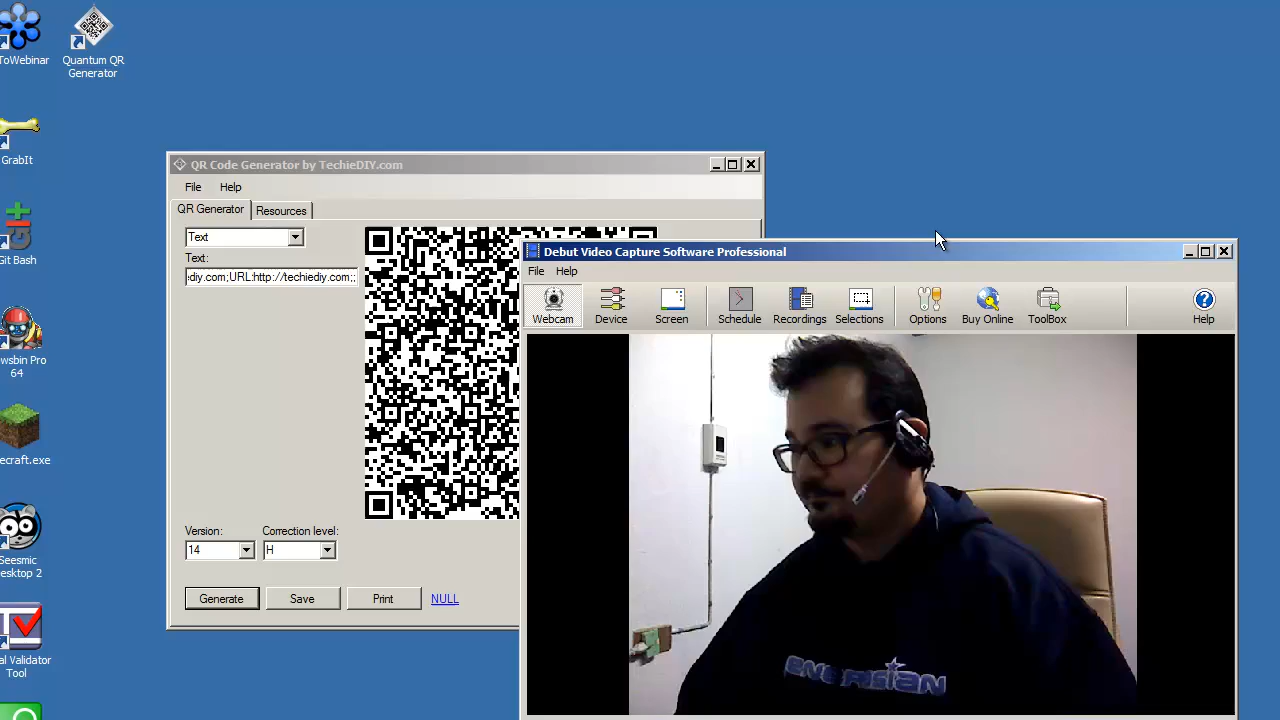 ToWebinar
Quantum QR
Generator
GrabIt
Git Bash
wsbin Pro
64
ecraft.exe
Seesmic
esktop 2
al Validator
Tool
QR Code Generator by TechieDIY.com
File Help
QR Generator Resources
Text
Text:
diy.com;URL:http://techiediy.com;;
Version: Correction level:
14 H
Generate Save Print NULL
Debut Video Capture Software Professional
File Help
Webcam Device Screen Schedule Recordings Selections Options Buy Online ToolBox Help